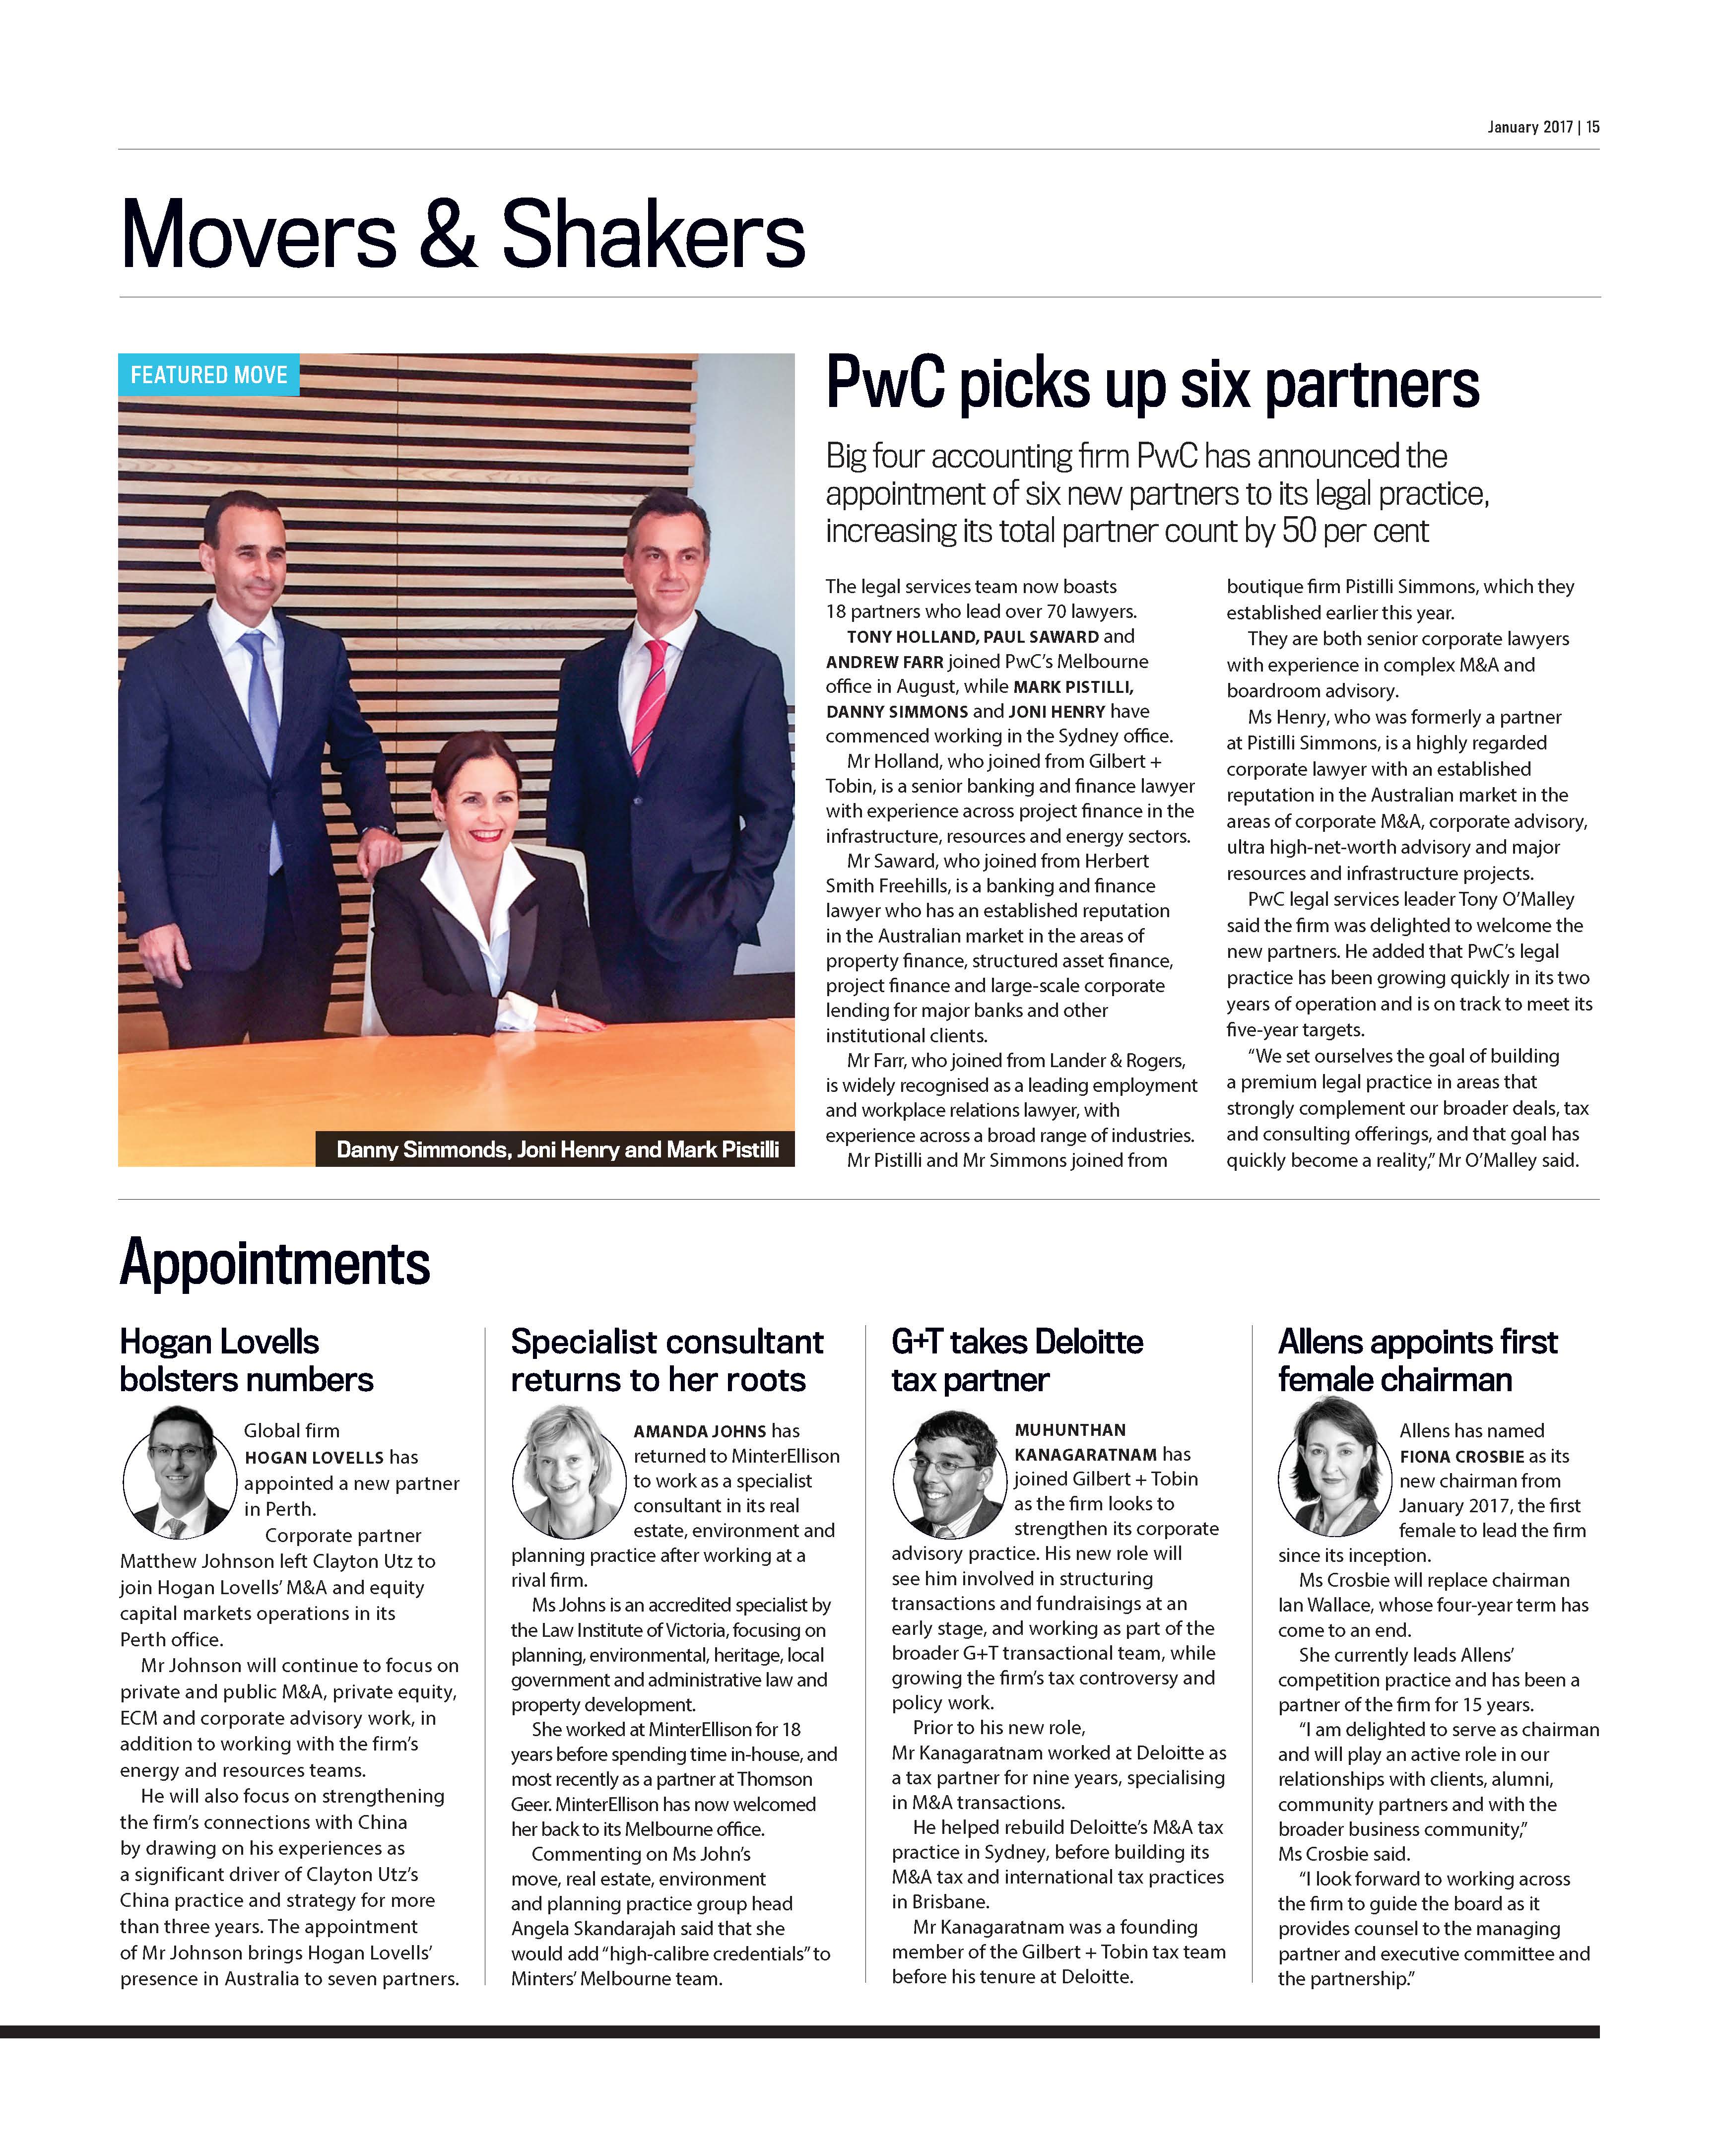 January 2017 | 15
Movers & Shakers
FEATURED MOVE
Danny Simmonds, Joni Henry and Mark Pistilli
PwC picks up six partners
Big four accounting firm PwC has announced the
appointment of six new partners to its legal practice,
increasing its total partner count by 50 per cent
The legal services team now boasts
18 partners who lead over 70 lawyers.
TONY HOLLAND, PAUL SAWARD and
ANDREW FARR joined PwC's Melbourne
office in August, while MARK PISTILLI,
DANNY SIMMONS and JONI HENRY have
commenced working in the Sydney office.
Mr Holland, who joined from Gilbert +
Tobin, is a senior banking and finance lawyer
with experience across project finance in the
infrastructure, resources and energy sectors.
Mr Saward, who joined from Herbert
Smith Freehills, is a banking and finance
lawyer who has an established reputation
in the Australian market in the areas of
property finance, structured asset finance,
project finance and large-scale corporate
lending for major banks and other
institutional clients.
Mr Farr, who joined from Lander & Rogers,
is widely recognised as a leading employment
and workplace relations lawyer, with
experience across a broad range of industries.
Mr Pistilli and Mr Simmons joined from
boutique firm Pistilli Simmons, which they
established earlier this year.
They are both senior corporate lawyers
with experience in complex M&A and
boardroom advisory.
Ms Henry, who was formerly a partner
at Pistilli Simmons, is a highly regarded
corporate lawyer with an established
reputation in the Australian market in the
areas of corporate M&A, corporate advisory,
ultra high-net-worth advisory and major
resources and infrastructure projects.
PwC legal services leader Tony O'Malley
said the firm was delighted to welcome the
new partners. He added that PwC's legal
practice has been growing quickly in its two
years of operation and is on track to meet its
five-year targets.
"We set ourselves the goal of building
a premium legal practice in areas that
strongly complement our broader deals, tax
and consulting offerings, and that goal has
quickly become a reality," Mr O'Malley said.
Appointments
Hogan Lovells
bolsters numbers
Global firm
HOGAN LOVELLS has
appointed a new partner
in Perth.
Corporate partner
Matthew Johnson left Clayton Utz to
join Hogan Lovells' M&A and equity
capital markets operations in its
Perth office.
Mr Johnson will continue to focus on
private and public M&A, private equity,
ECM and corporate advisory work, in
addition to working with the firm's
energy and resources teams.
He will also focus on strengthening
the firm's connections with China
by drawing on his experiences as
a significant driver of Clayton Utz's
China practice and strategy for more
than three years. The appointment
of Mr Johnson brings Hogan Lovells'
presence in Australia to seven partners.
Specialist consultant
returns to her roots
AMANDA JOHNS has
returned to MinterEllison
to work as a specialist
consultant in its real
estate, environment and
planning practice after working at a
rival firm.
Ms Johns is an accredited specialist by
the Law Institute of Victoria, focusing on
planning, environmental, heritage, local
government and administrative law and
property development.
She worked at MinterEllison for 18
years before spending time in-house, and
most recently as a partner at Thomson
Geer. MinterEllison has now welcomed
her back to its Melbourne office.
Commenting on Ms John's
move, real estate, environment
and planning practice group head
Angela Skandarajah said that she
would add "high-calibre credentials" to
Minters' Melbourne team.
G+T takes Deloitte
tax partner
MUHUNTHAN
KANAGARATNAM has
joined Gilbert + Tobin
as the firm looks to
strengthen its corporate
advisory practice. His new role will
see him involved in structuring
transactions and fundraisings at an
early stage, and working as part of the
broader G+T transactional team, while
growing the firm's tax controversy and
policy work.
Prior to his new role,
Mr Kanagaratnam worked at Deloitte as
a tax partner for nine years, specialising
in M&A transactions.
He helped rebuild Deloitte's M&A tax
practice in Sydney, before building its
M&A tax and international tax practices
in Brisbane.
Mr Kanagaratnam was a founding
member of the Gilbert + Tobin tax team
before his tenure at Deloitte.
Allens appoints first
female chairman
Allens has named
FIONA CROSBIE as its
new chairman from
January 2017, the first
female to lead the firm
since its inception.
Ms Crosbie will replace chairman
Ian Wallace, whose four-year term has
come to an end.
She currently leads Allens'
competition practice and has been a
partner of the firm for 15 years.
"I am delighted to serve as chairman
and will play an active role in our
relationships with clients, alumni,
community partners and with the
broader business community,"
Ms Crosbie said.
"I look forward to working across
the firm to guide the board as it
provides counsel to the managing
partner and executive committee and
the partnership."